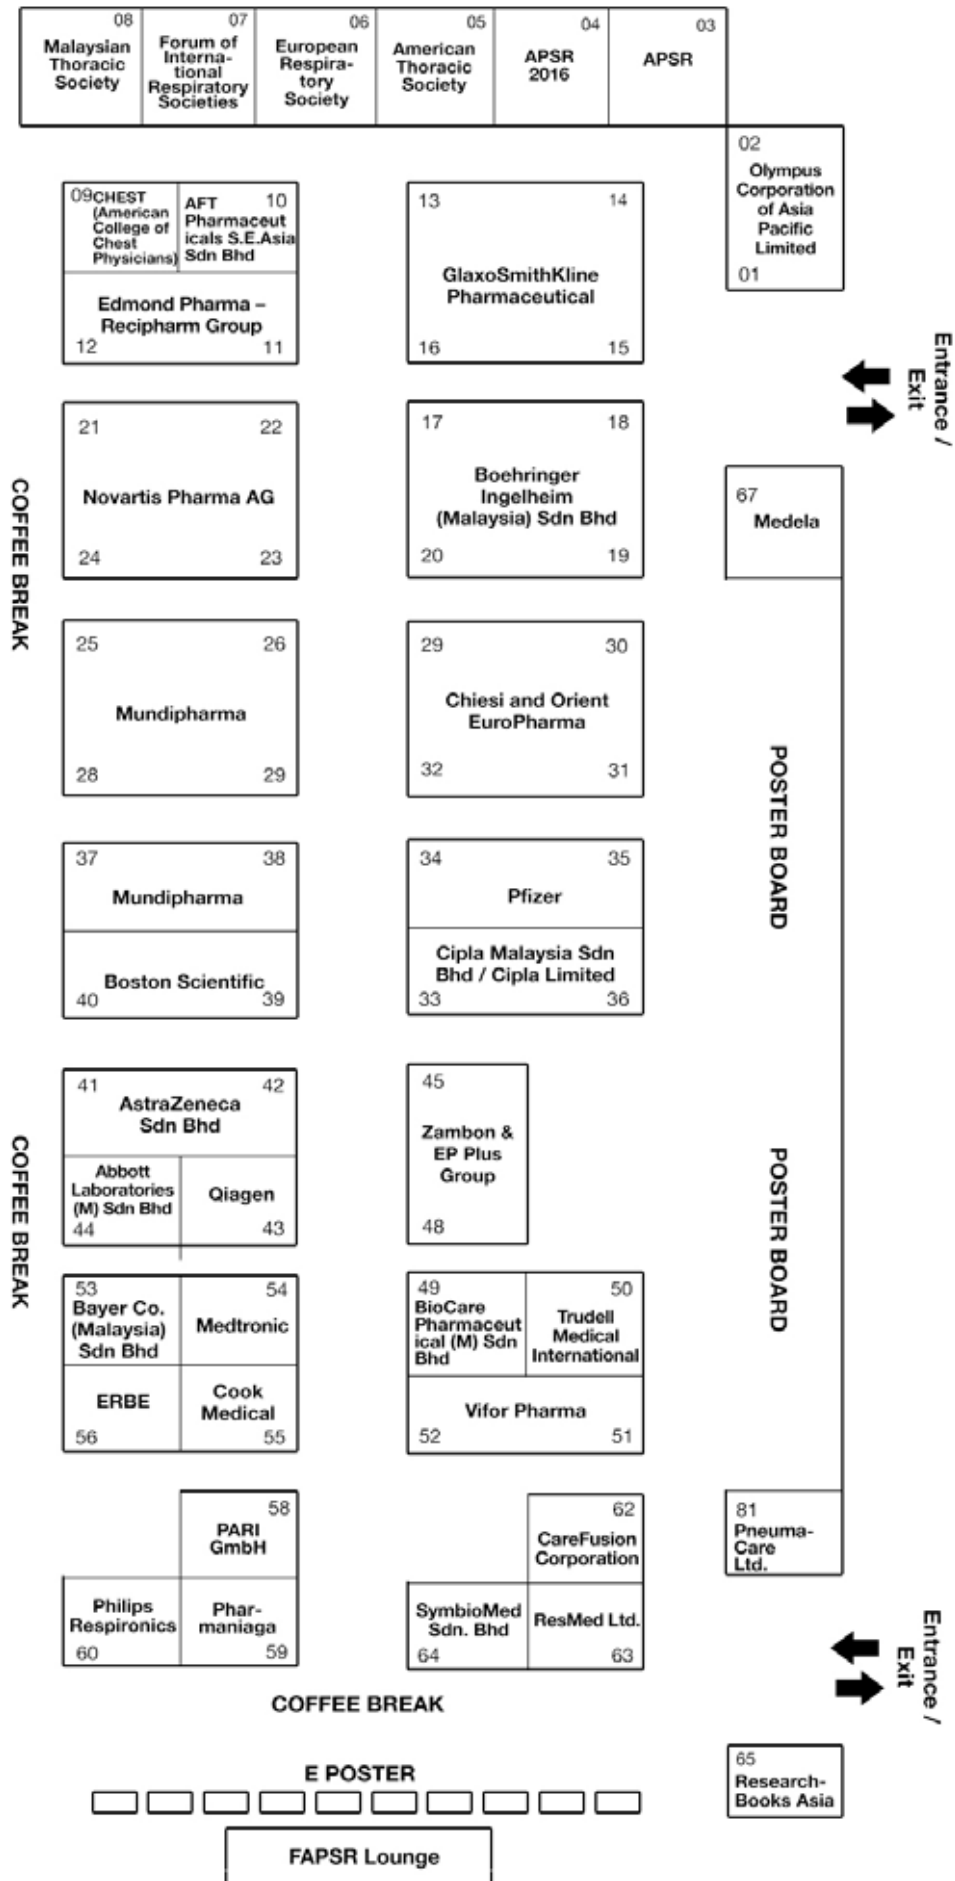 08
Malaysian
Thoracic
Society
07
Forum of
Interna-
tional
Respiratory
Societies
06
European
Respira-
tory
Society
05
American
Thoracic
Society
04
APSR
2016
03
APSR
02
Olympus
Corporation
of Asia
Pacific
Limited
01
09 CHEST
(American
College of
Chest
Physicians)
10
AFT
Pharmaceut
icals S.E.Asia
Sdn Bhd
Edmond Pharma –
Recipharm Group
12 11
13 14
GlaxoSmithKline
Pharmaceutical
16 15
Entrance /
Exit
21 22
Novartis Pharma AG
24 23
17 18
Boehringer
Ingelheim
(Malaysia) Sdn Bhd
20 19
67
Medela
COFFEE BREAK
25 26
Mundipharma
28 29
29 30
Chiesi and Orient
EuroPharma
32 31
POSTER BOARD
37 38
Mundipharma
Boston Scientific
40 39
34 35
Pfizer
Cipla Malaysia Sdn
Bhd / Cipla Limited
33 36
41 42
AstraZeneca
Sdn Bhd
Abbott
Laboratories
(M) Sdn Bhd
44
Qiagen
43
45
Zambon &
EP Plus
Group
48
COFFEE BREAK
POSTER BOARD
53
Bayer Co.
(Malaysia)
Sdn Bhd
54
Medtronic
ERBE
56
Cook
Medical
55
49
BioCare
Pharmaceut
ical (M) Sdn
Bhd
50
Trudell
Medical
International
Vifor Pharma
52 51
58
PARI
GmbH
Philips
Respironics
60
Phar-
maniaga
59
62
CareFusion
Corporation
SymbioMed
Sdn. Bhd
64
ResMed Ltd.
63
81
Pneuma-
Care
Ltd.
Entrance /
Exit
COFFEE BREAK
65
Research-
Books Asia
E POSTER
FAPSR Lounge